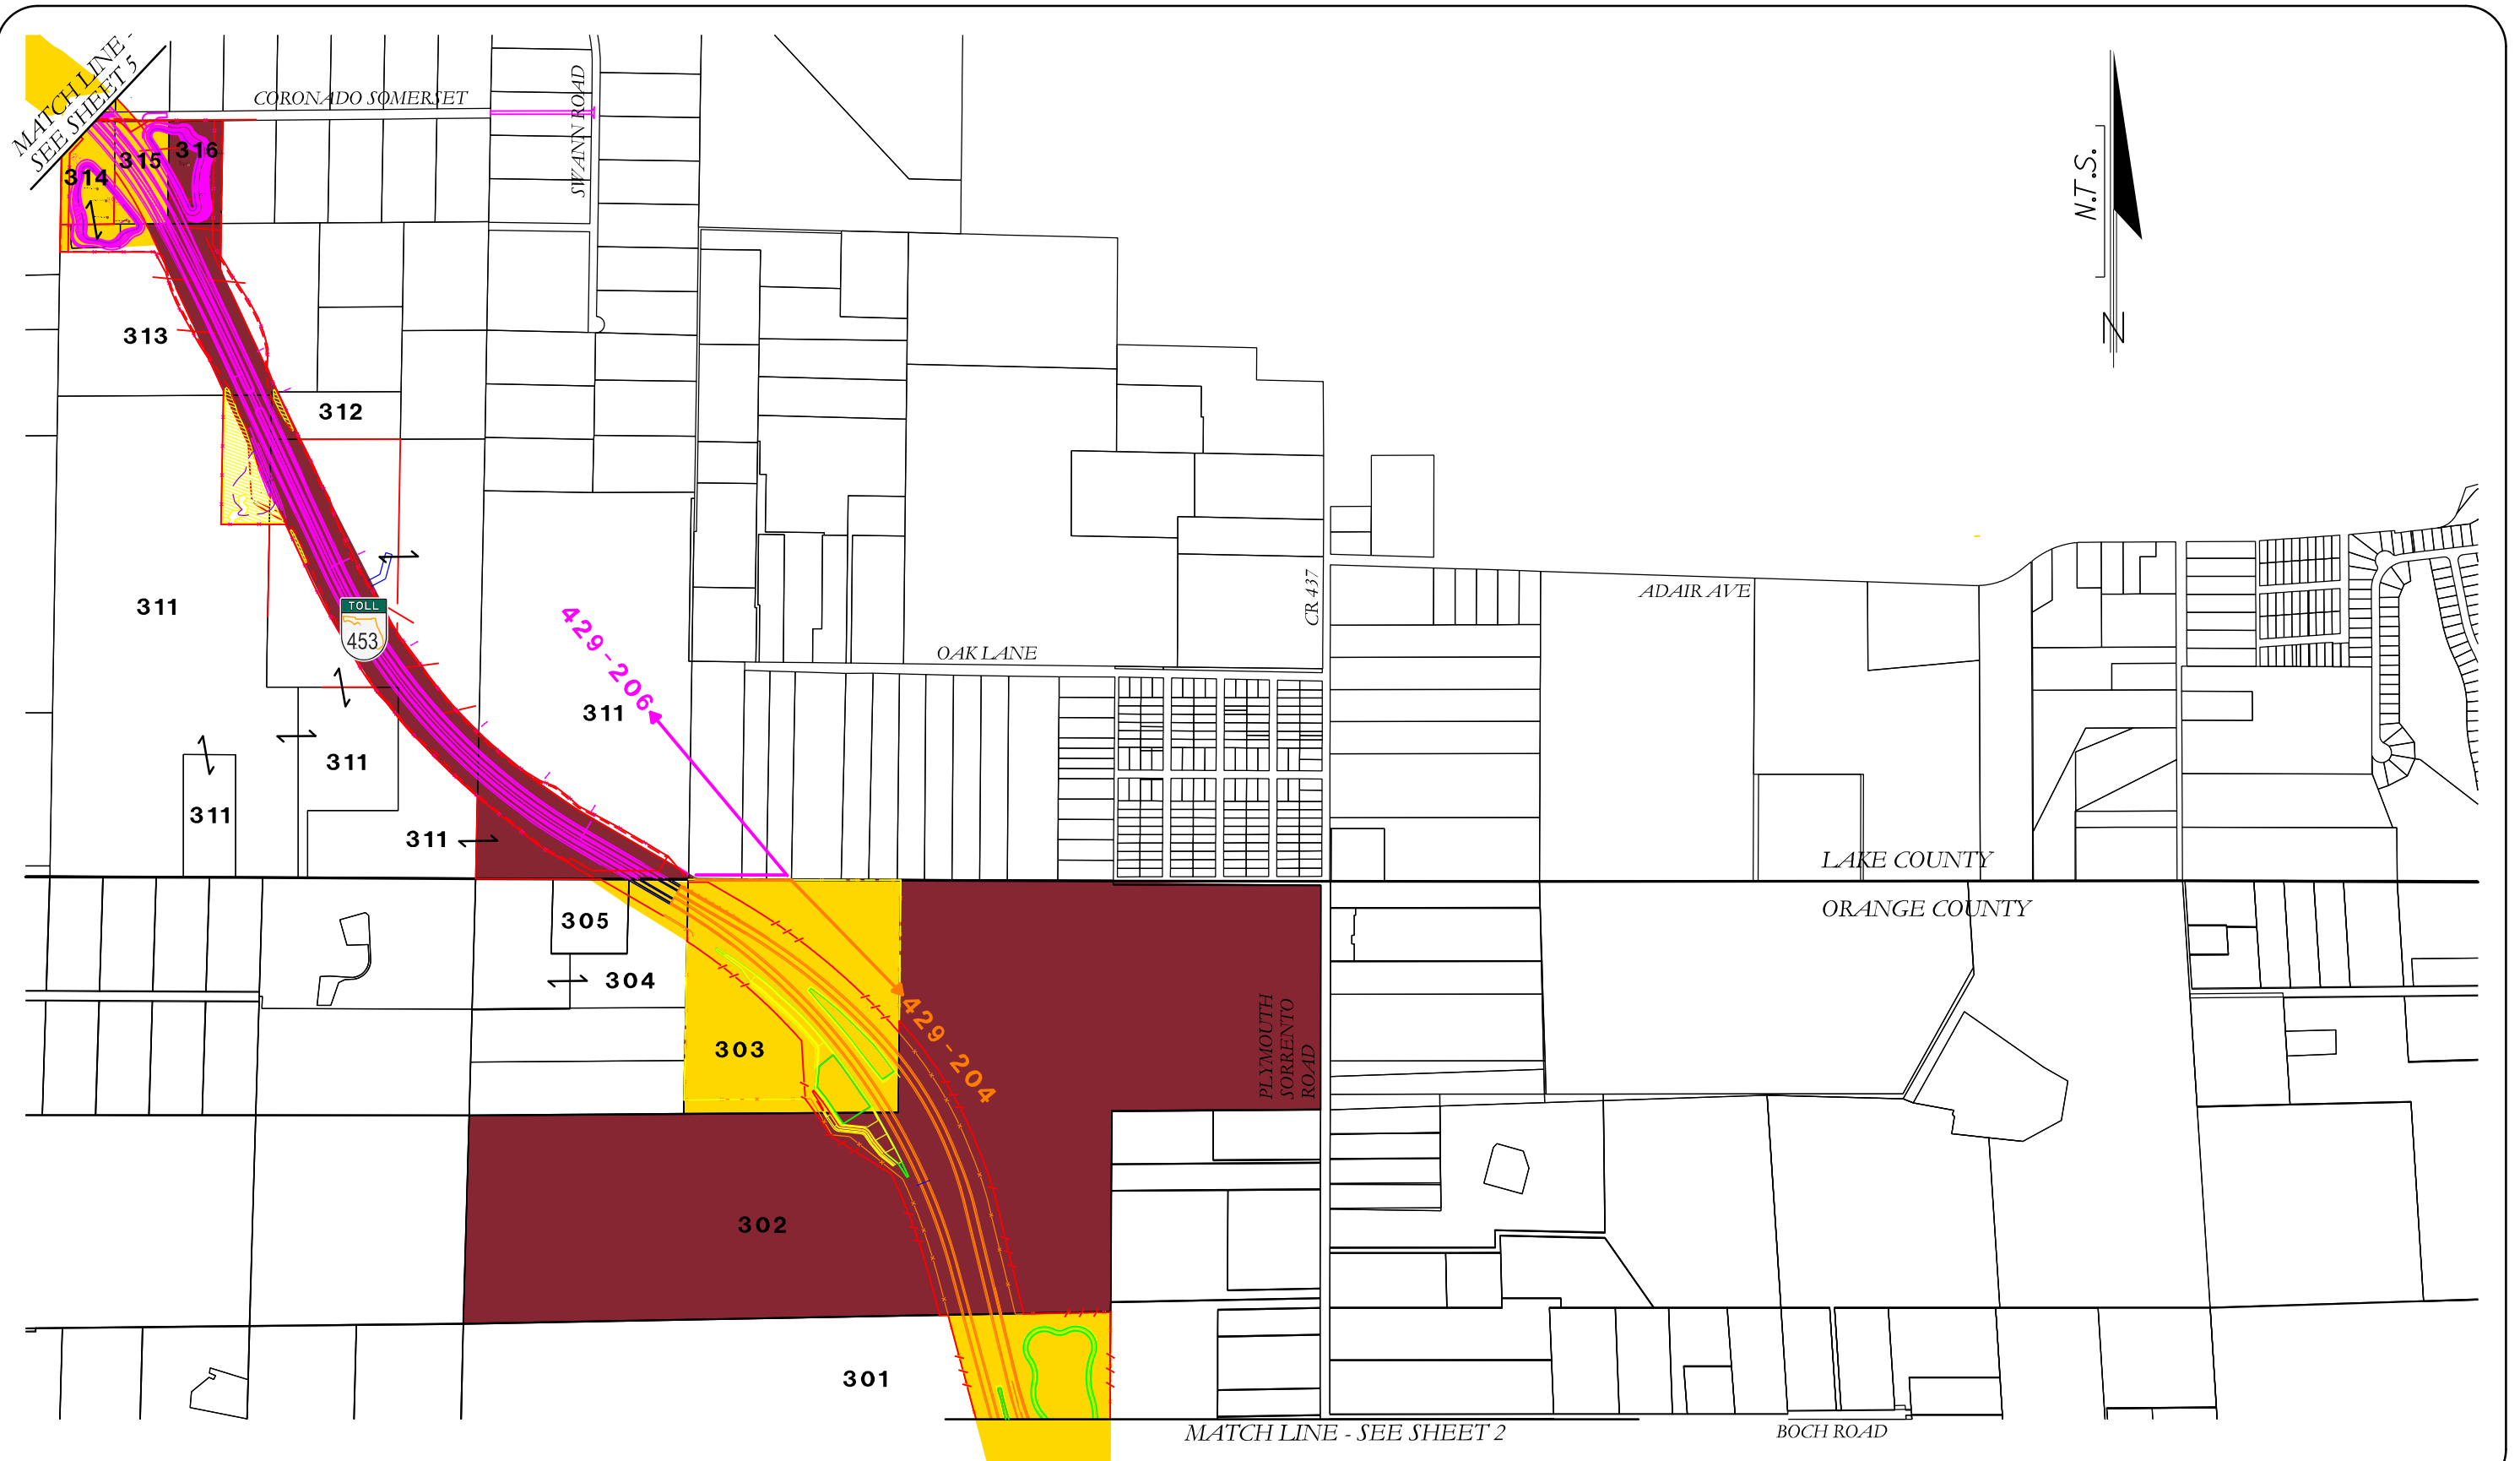 MATCH LINE -
SEE SHEET 5
CORONADO SOMERSET
SWANN ROAD
N.T.S.
N
316
315
314
313
312
311
TOLL
453
429-206
311
311
311
311
OAK LANE
CR 437
ADAIR AVE
LAKE COUNTY
ORANGE COUNTY
305
304
303
429-204
PLYMOUTH
SORRENTO
ROAD
302
301
MATCH LINE - SEE SHEET 2
BOCH ROAD